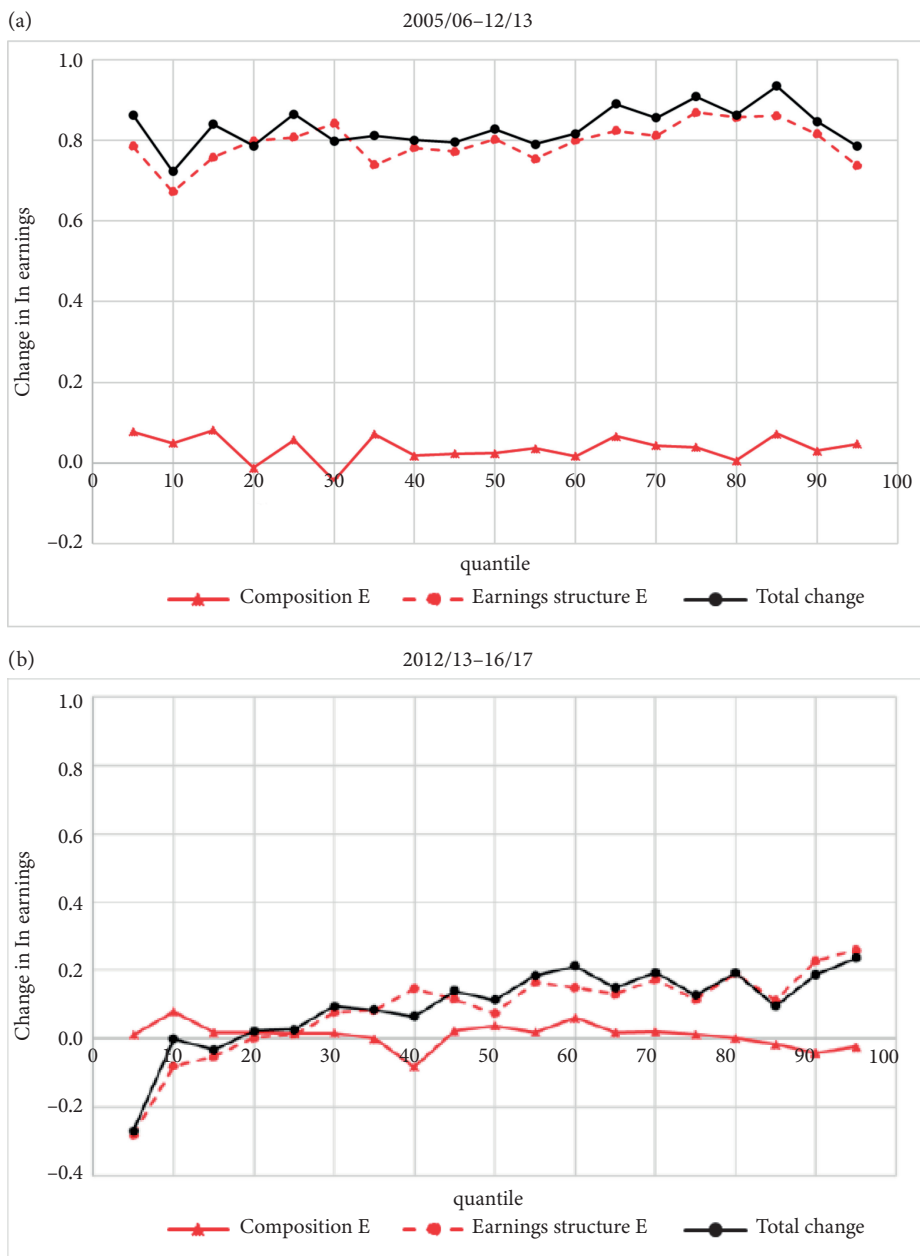 (a)
2005/06–12/13
1.0
0.8
0.6
0.4
0.2
0.0
–0.2
Change in In earnings
0 10 20 30 40 50 60 70 80 90 100
quantile
Composition E Earnings structure E Total change
(b)
2012/13–16/17
1.0
0.8
0.6
0.4
0.2
0.0
–0.2
–0.4
Change in In earnings
0 10 20 30 40 50 60 70 80 90 100
quantile
Composition E Earnings structure E Total change